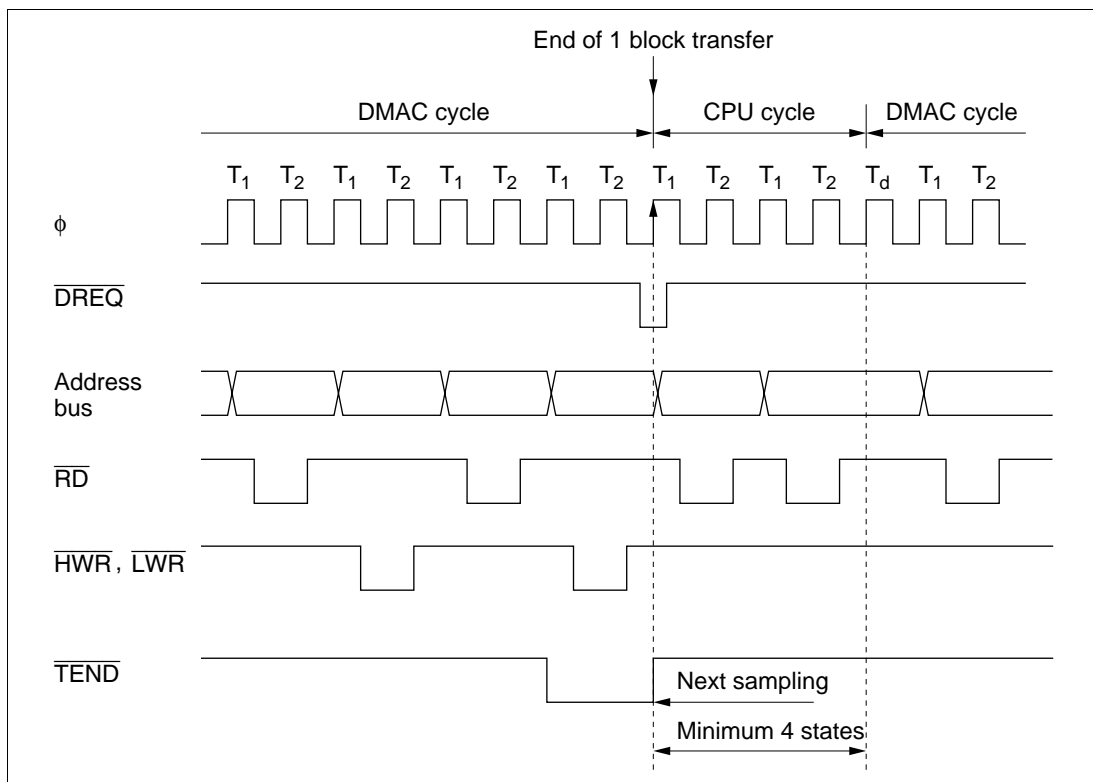 End of 1 block transfer
DMAC cycle CPU cycle DMAC cycle
T1 T2 T1 T2 T1 T2 T1 T2 T1 T2 T1 T2 Td T1 T2
φ
DREQ
Address
bus
RD
HWR, LWR
TEND
Next sampling
Minimum 4 states